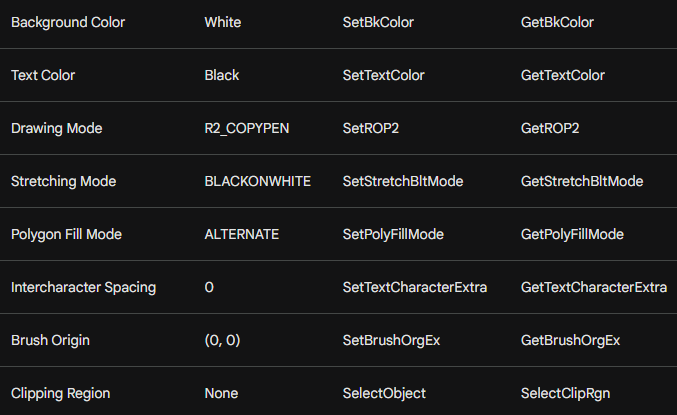 Background Color White SetBkColor GetBkColor
Text Color Black SetTextColor GetTextColor
Drawing Mode R2_COPYPEN SetROP2 GetROP2
Stretching Mode BLACKONWHITE SetStretchBltMode GetStretchBltMode
Polygon Fill Mode ALTERNATE SetPolyFillMode GetPolyFillMode
Intercharacter Spacing 0 SetTextCharacterExtra GetTextCharacterExtra
Brush Origin (0, 0) SetBrushOrgEx GetBrushOrgEx
Clipping Region None SelectObject SelectClipRgn